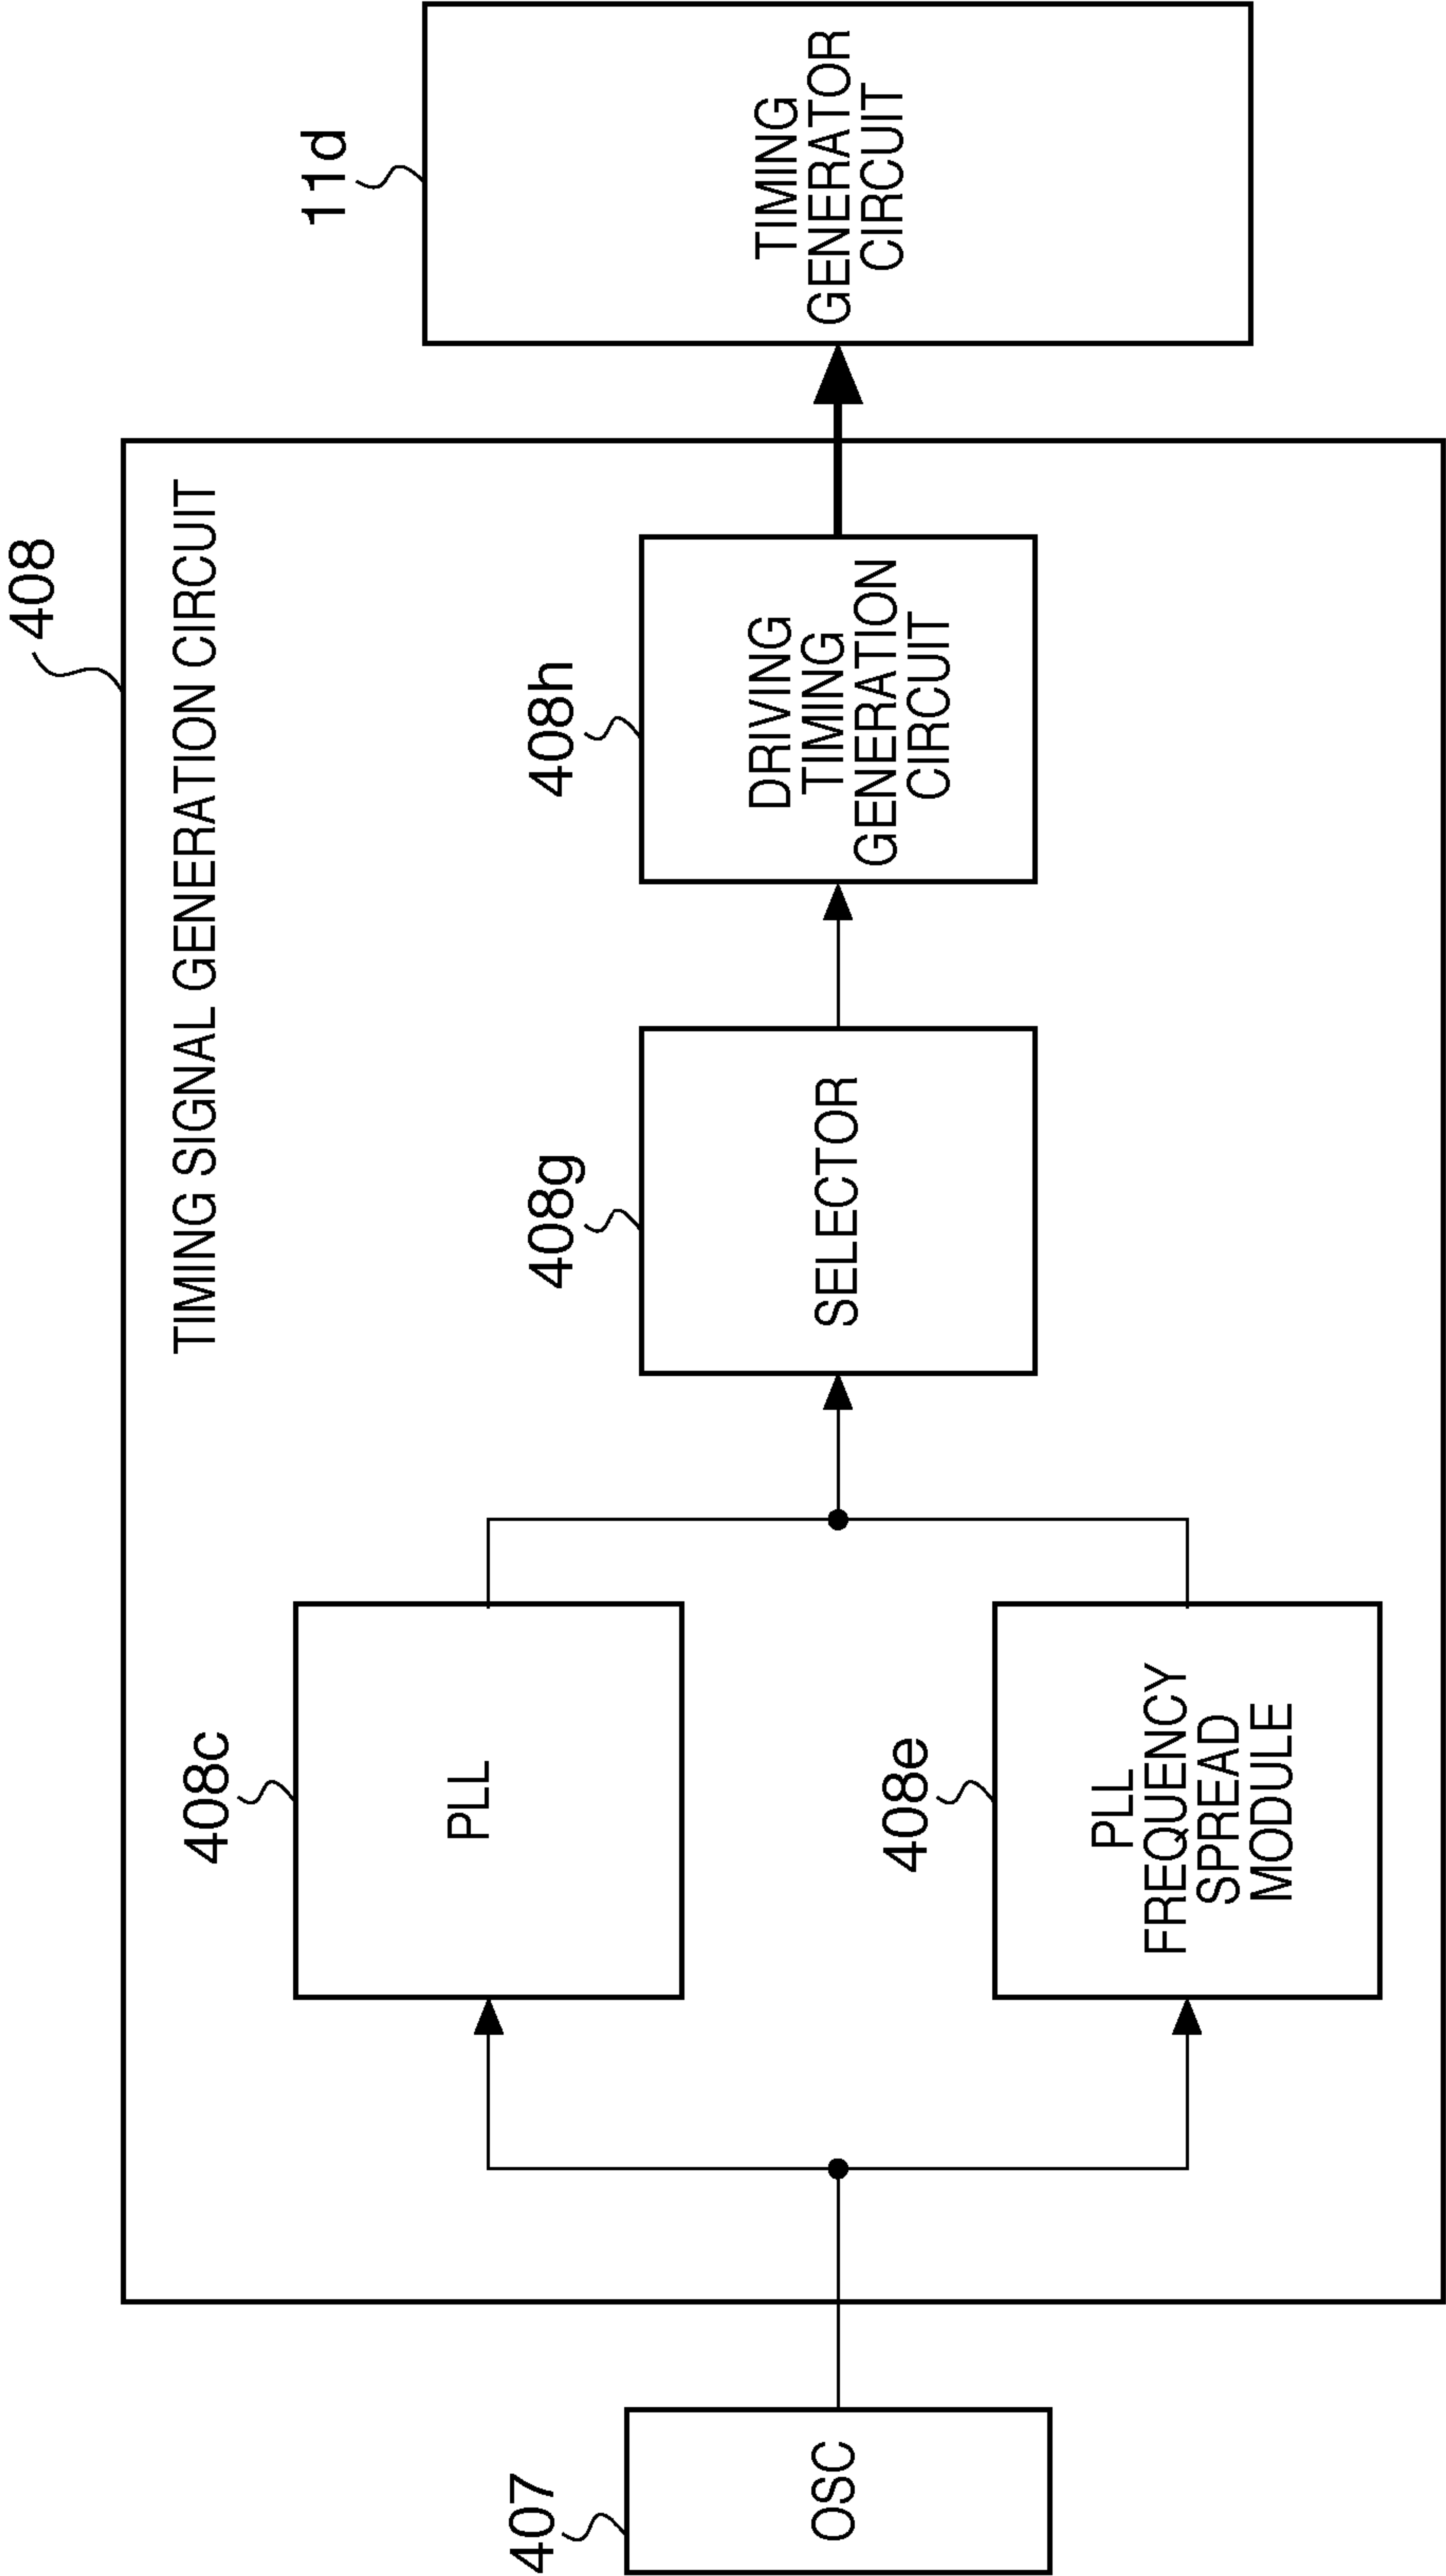 408
TIMING SIGNAL GENERATION CIRCUIT
11d
TIMING
GENERATOR
CIRCUIT
408c
PLL
407
OSC
408g
SELECTOR
408h
DRIVING
TIMING
GENERATION
CIRCUIT
408e
PLL
FREQUENCY
SPREAD
MODULE